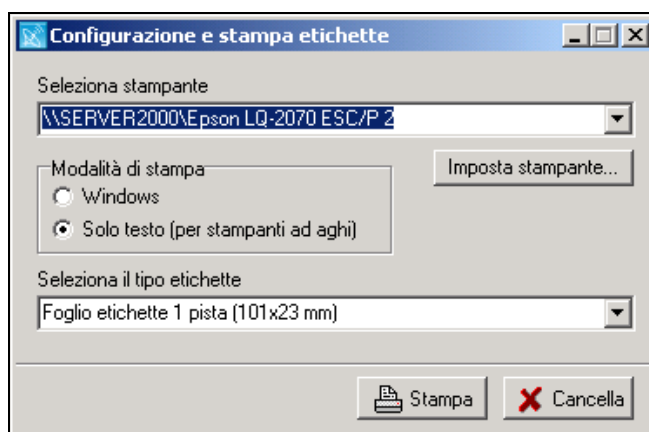 Configurazione e stampa etichette
Seleziona stampante
\\SERVER2000\Epson LQ-2070 ESC/P 2
Modalità di stampa
Imposta stampante...
Windows
Solo testo (per stampanti ad aghi)
Seleziona il tipo etichette
Foglio etichette 1 pista (101x23 mm)
Stampa
Cancella